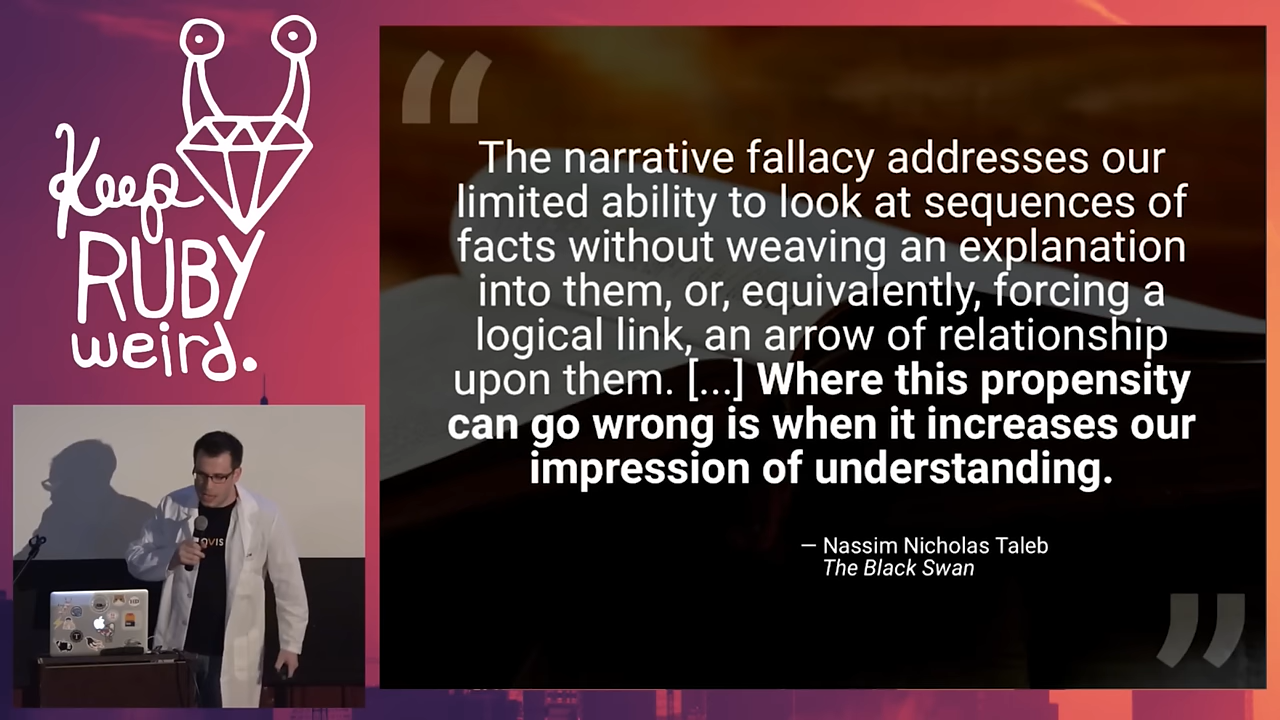 Keep
RUBY
weird.
“
The narrative fallacy addresses our
limited ability to look at sequences of
facts without weaving an explanation
into them, or, equivalently, forcing a
logical link, an arrow of relationship
upon them. [...] Where this propensity
can go wrong is when it increases our
impression of understanding.
— Nassim Nicholas Taleb
The Black Swan
”